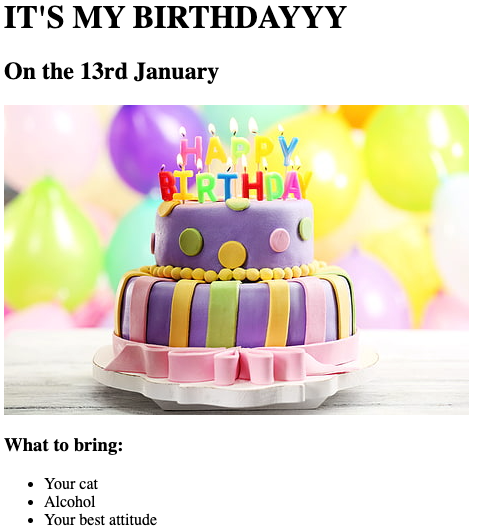 IT'S MY BIRTHDAYYY
On the 13rd January
HAPPY
BIRTHDAY
What to bring:
Your cat
Alcohol
Your best attitude